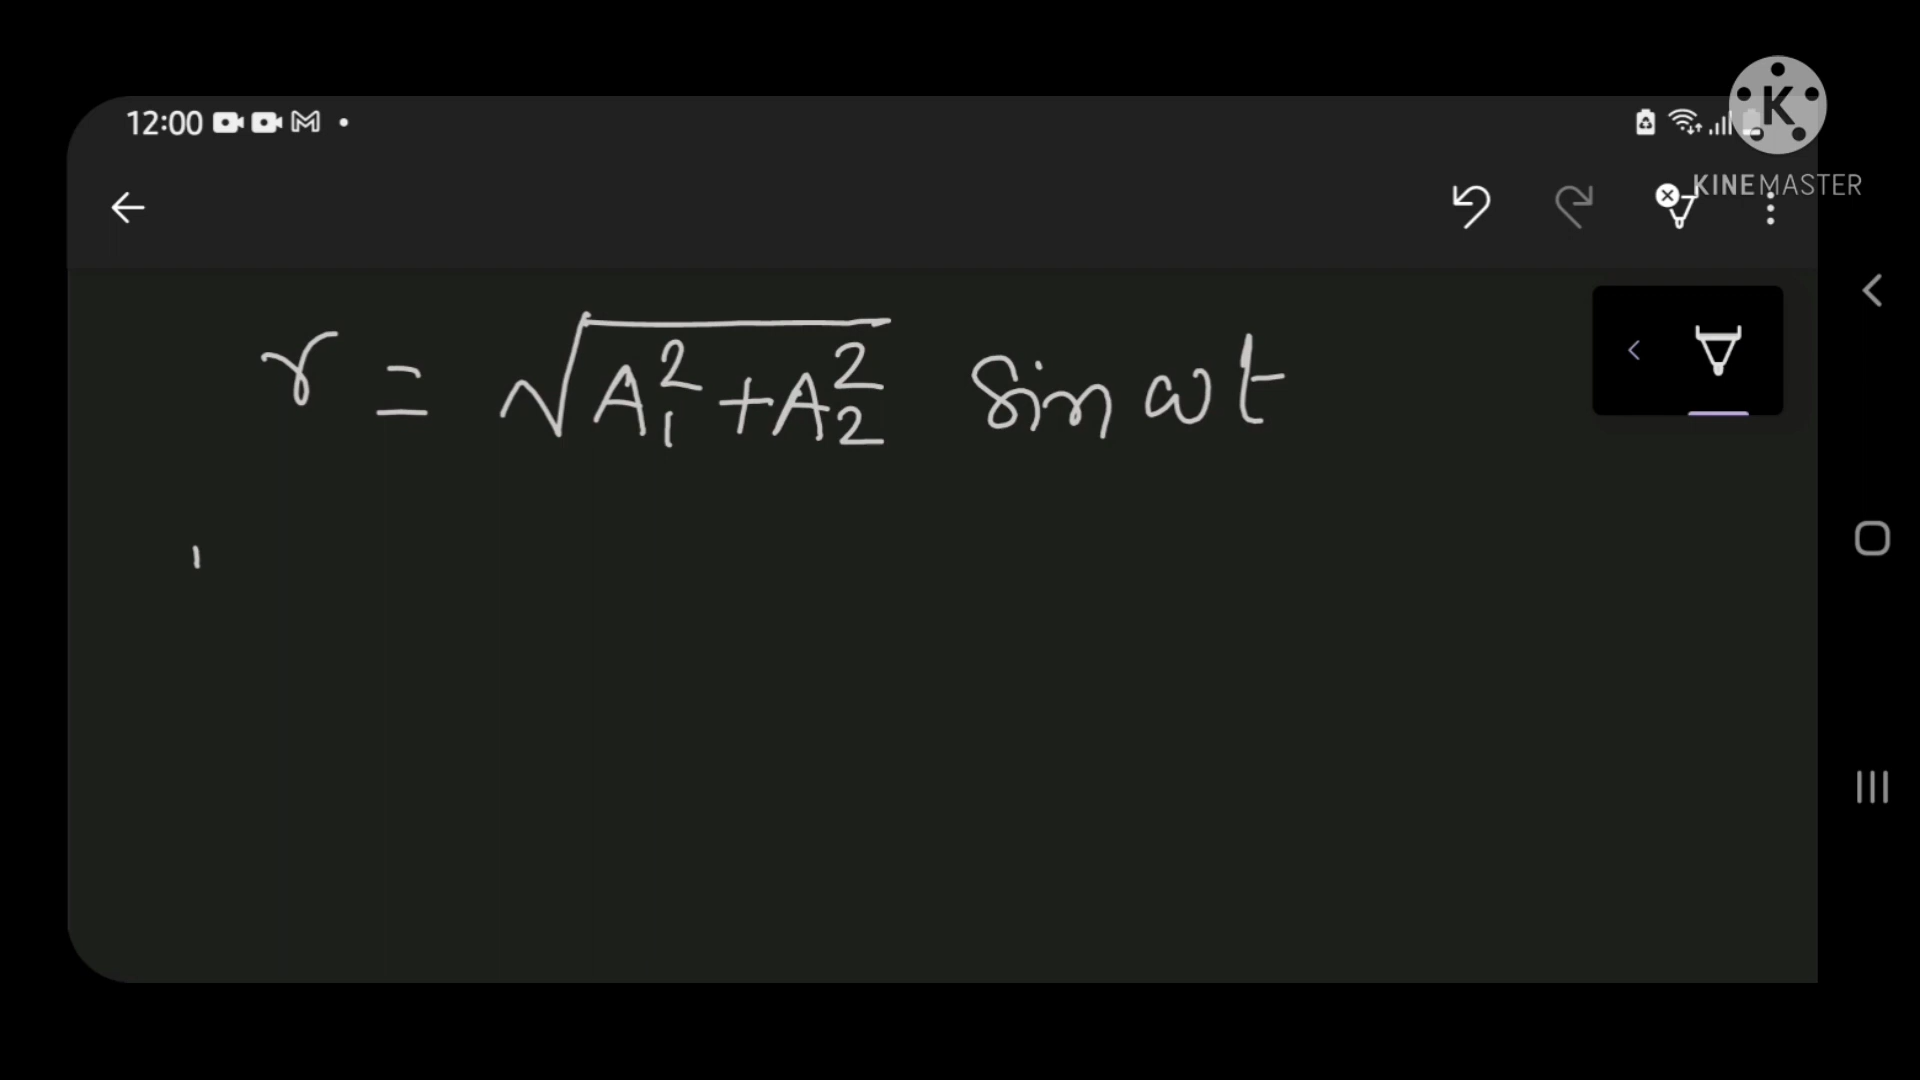 12:00
KINEMASTER
r = √A₁² + A₂² sin ωt